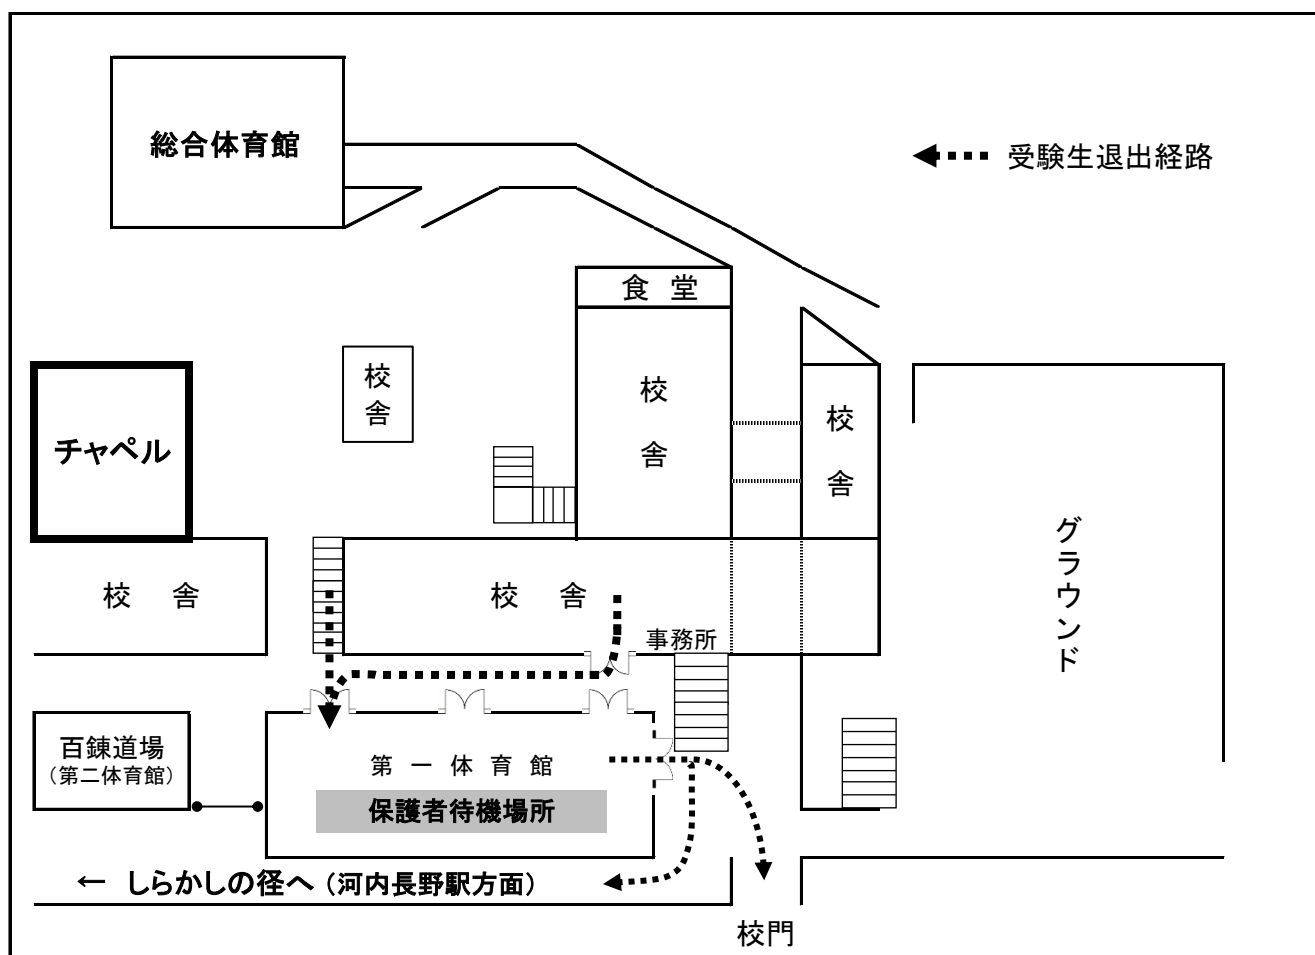 総合体育館
受験生退出経路
食 堂
校舎
校舎
校舎
チャペル
グラウンド
校 舎
校 舎
事務所
百錬道場
（第二体育館）
第 一 体 育 館
保護者待機場所
← しらかしの径へ（河内長野駅方面）
校門